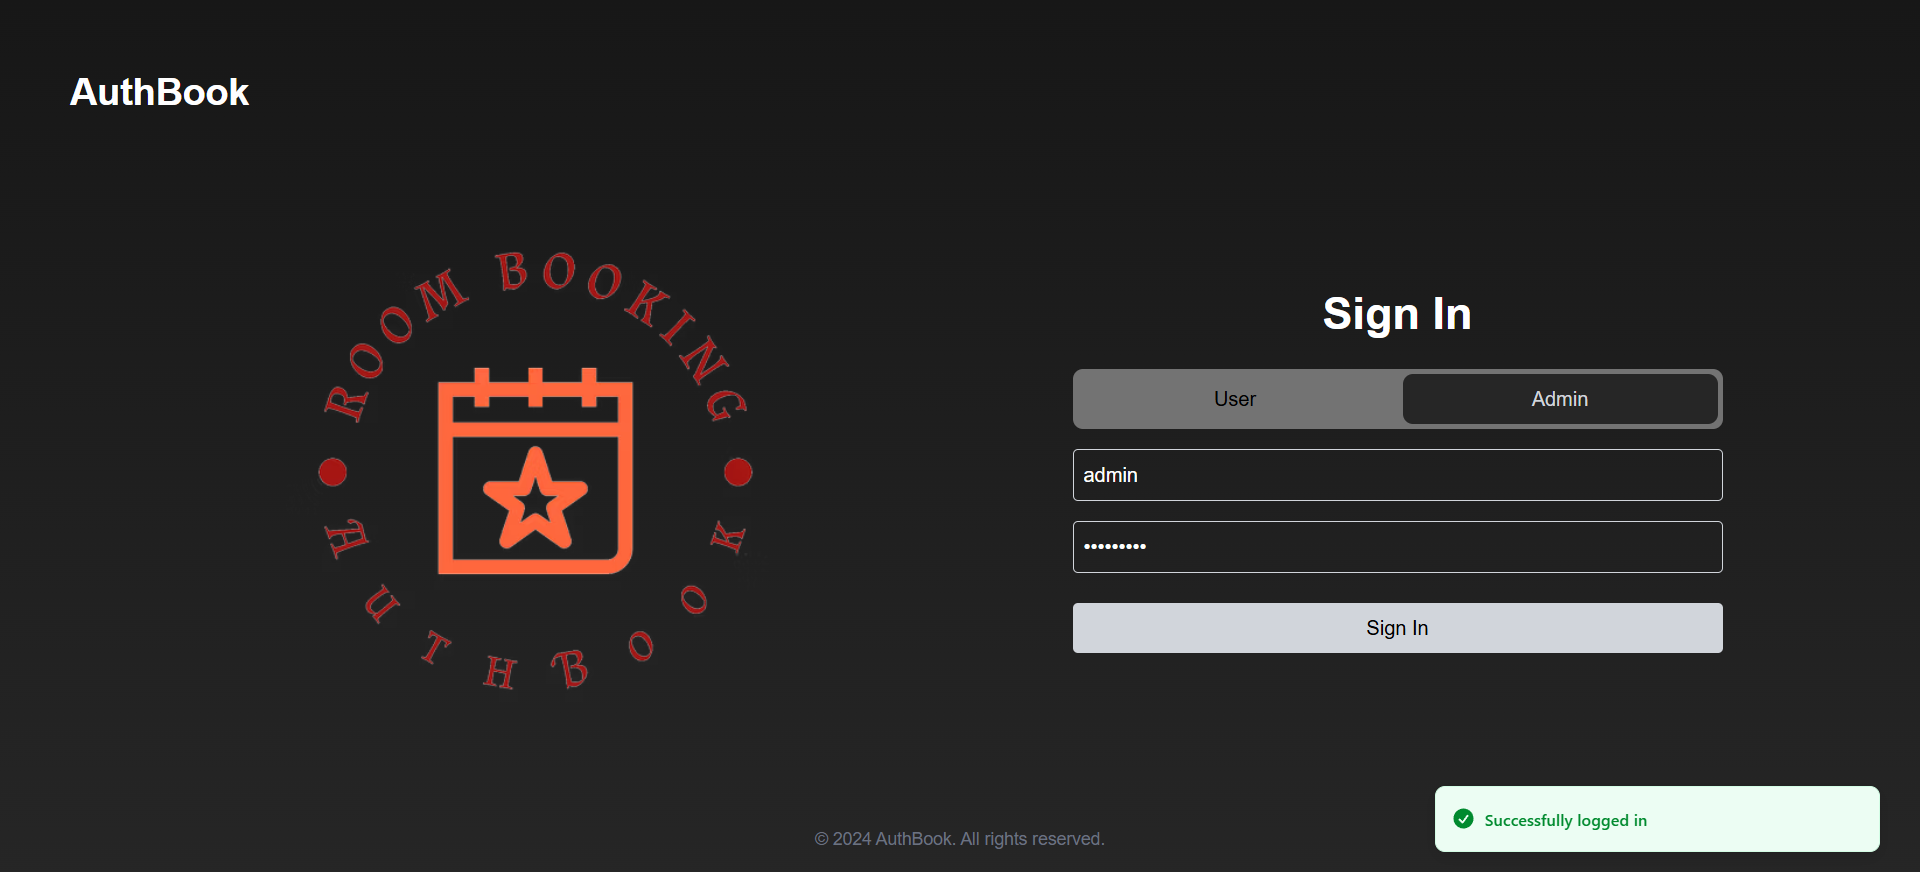 AuthBook
ROOM BOOKING
AUTHBOOK
Sign In
User
Admin
admin
•••••••••
Sign In
Successfully logged in
© 2024 AuthBook. All rights reserved.